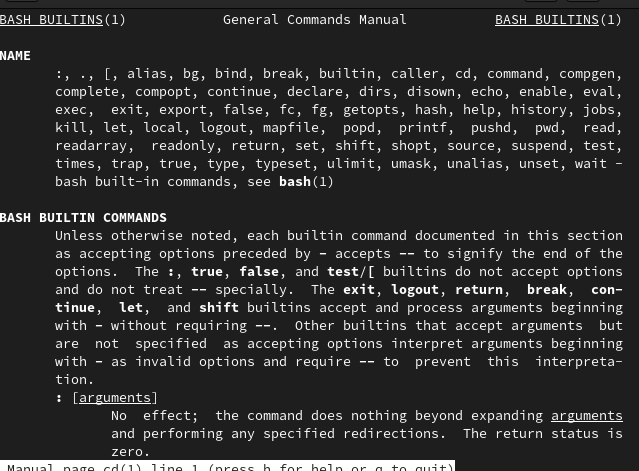 BASH BUILTINS(1) General Commands Manual BASH BUILTINS(1)
NAME
:, ., [, alias, bg, bind, break, builtin, caller, cd, command, compgen,
complete, compopt, continue, declare, dirs, disown, echo, enable, eval,
exec, exit, export, false, fc, fg, getopts, hash, help, history, jobs,
kill, let, local, logout, mapfile, popd, printf, pushd, pwd, read,
readarray, readonly, return, set, shift, shopt, source, suspend, test,
times, trap, true, type, typeset, ulimit, umask, unalias, unset, wait -
bash built-in commands, see bash(1)
BASH BUILTIN COMMANDS
Unless otherwise noted, each builtin command documented in this section
as accepting options preceded by - accepts -- to signify the end of the
options. The :, true, false, and test/[ builtins do not accept options
and do not treat -- specially. The exit, logout, return, break, con-
tinue, let, and shift builtins accept and process arguments beginning
with - without requiring --. Other builtins that accept arguments but
are not specified as accepting options interpret arguments beginning
with - as invalid options and require -- to prevent this interpreta-
tion.
: [arguments]
No effect; the command does nothing beyond expanding arguments
and performing any specified redirections. The return status is
zero.
Manual page cd(1) line 1 (press h for help or q to quit)